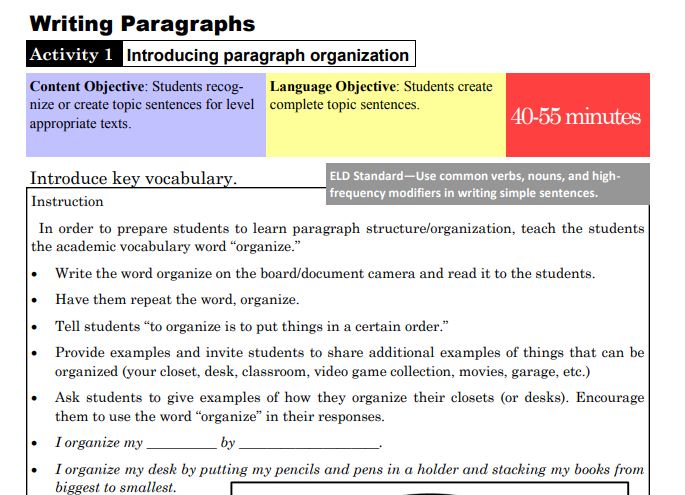 Writing Paragraphs
Activity 1 Introducing paragraph organization
Content Objective: Students recog-
nize or create topic sentences for level
appropriate texts.
Language Objective: Students create
complete topic sentences.
40-55 minutes
Introduce key vocabulary.
ELD Standard—Use common verbs, nouns, and high-
frequency modifiers in writing simple sentences.
Instruction
In order to prepare students to learn paragraph structure/organization, teach the students
the academic vocabulary word “organize.”
• Write the word organize on the board/document camera and read it to the students.
• Have them repeat the word, organize.
• Tell students “to organize is to put things in a certain order.”
• Provide examples and invite students to share additional examples of things that can be
organized (your closet, desk, classroom, video game collection, movies, garage, etc.)
• Ask students to give examples of how they organize their closets (or desks). Encourage
them to use the word “organize” in their responses.
• I organize my __________ by ____________________.
• I organize my desk by putting my pencils and pens in a holder and stacking my books from
biggest to smallest.